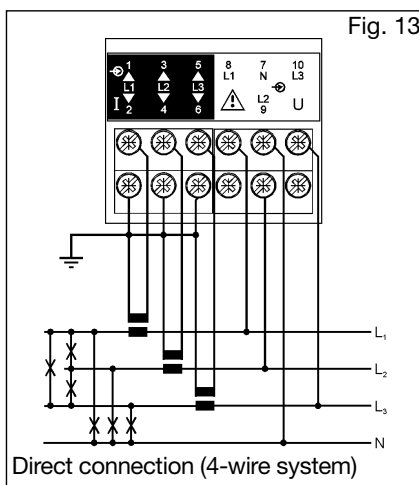 Fig. 13
1 3 5 8 7 10
L1 N L3
L1 L2 L3
I L2 U
2 4 6 9
L1
L2
L3
N
Direct connection (4-wire system)